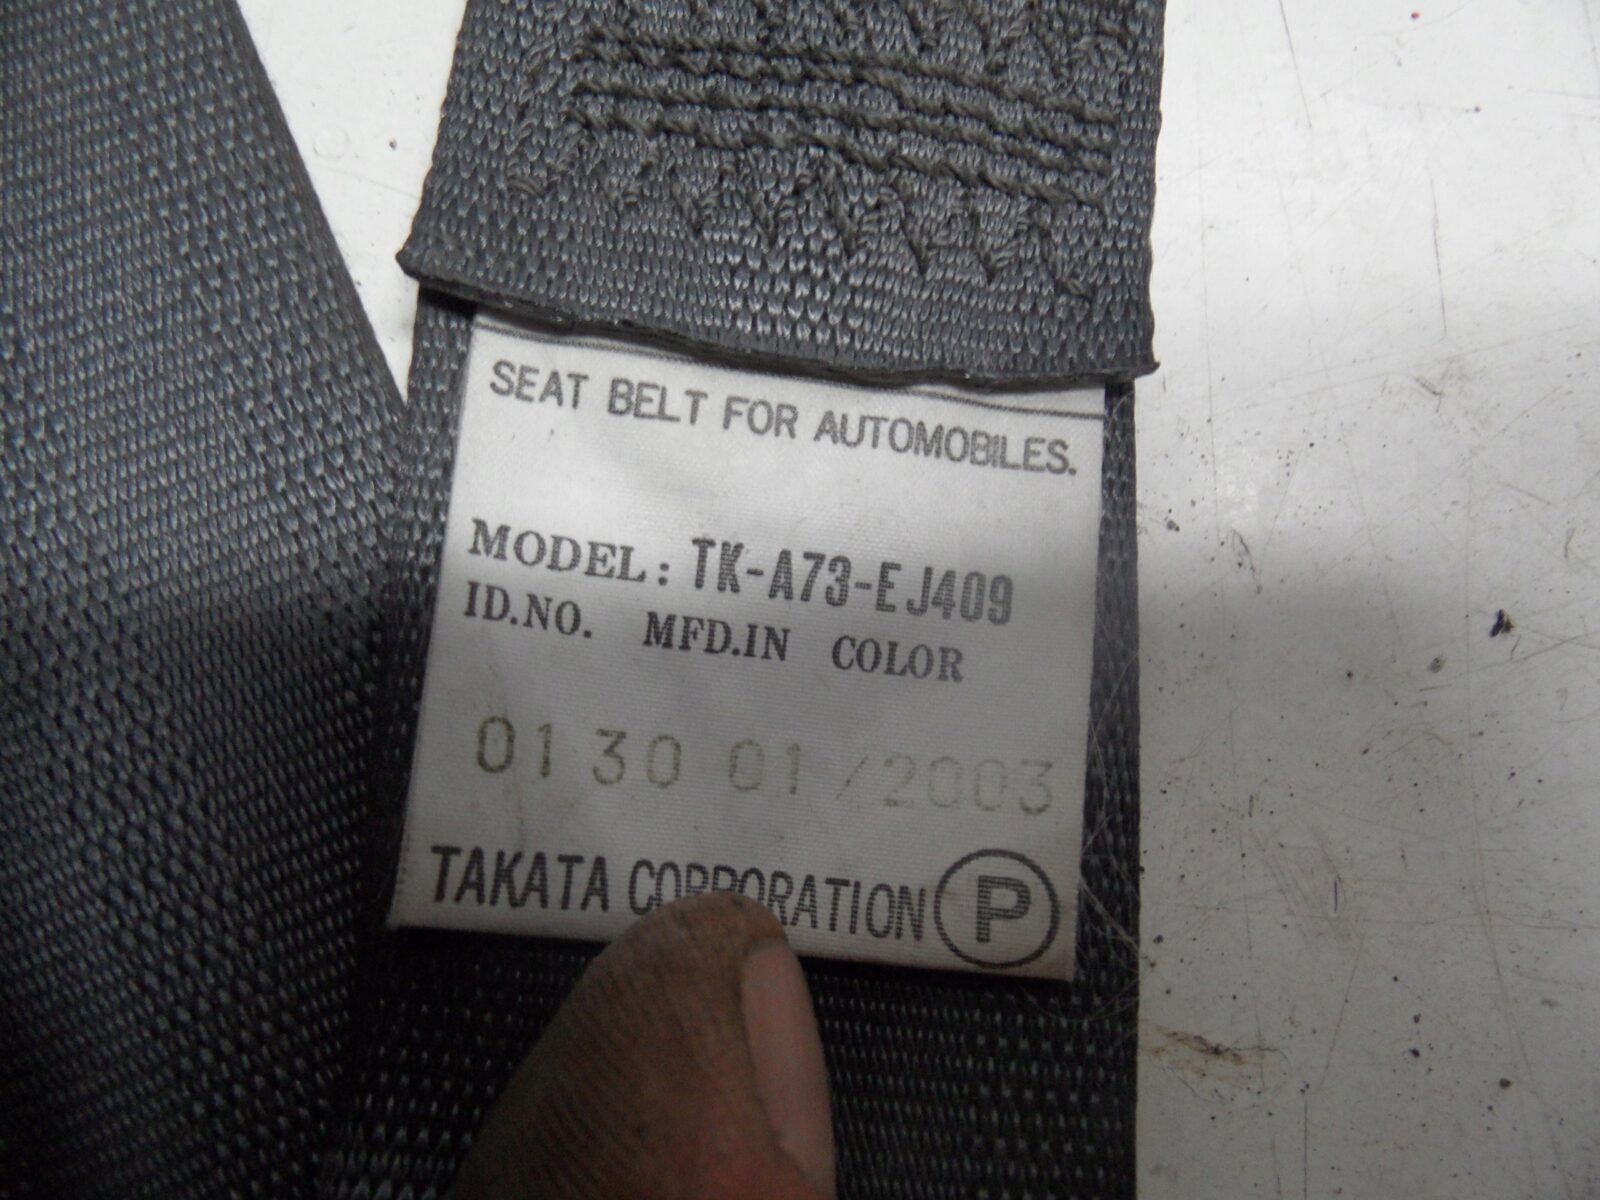 SEAT BELT FOR AUTOMOBILES.
MODEL: TK-A73-EJ409
ID.NO. MFD.IN COLOR
01 30 01/2003
TAKATA CORPORATION P